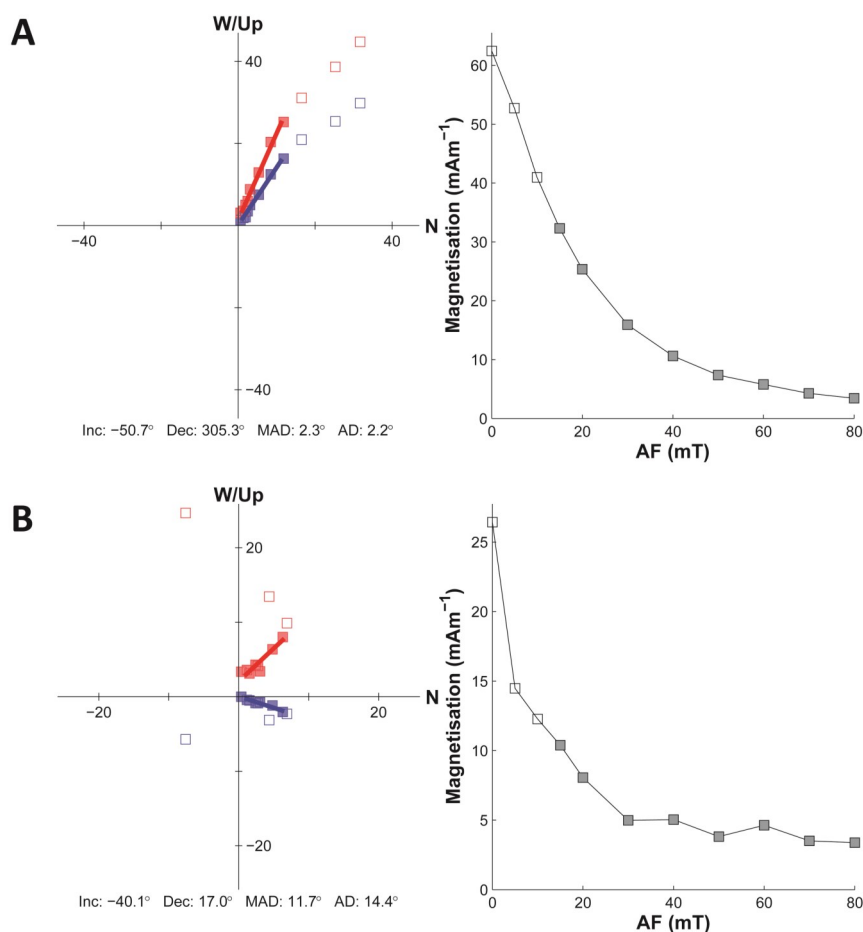 A
W/Up
40
−40
N
40
−40
Inc: −50.7° Dec: 305.3° MAD: 2.3° AD: 2.2°
Magnetisation (mAm−1)
60
50
40
30
20
10
0
0 20 40 60 80
AF (mT)
B
W/Up
20
−20
N
20
−20
Inc: −40.1° Dec: 17.0° MAD: 11.7° AD: 14.4°
Magnetisation (mAm−1)
25
20
15
10
5
0
0 20 40 60 80
AF (mT)